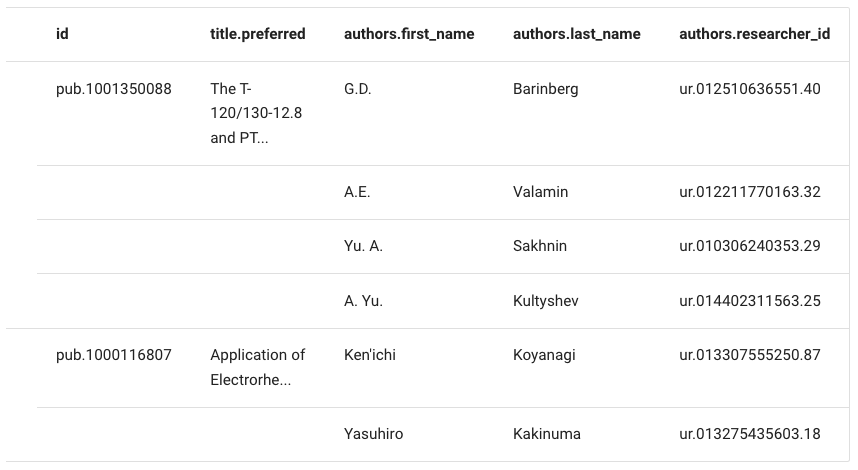 id title.preferred authors.first_name authors.last_name authors.researcher_id
pub.1001350088 The T- G.D. Barinberg ur.012510636551.40
120/130-12.8
and PT...
A.E. Valamin ur.012211770163.32
Yu. A. Sakhnin ur.010306240353.29
A. Yu. Kultyshev ur.014402311563.25
pub.1000116807 Application of Ken'ichi Koyanagi ur.013307555250.87
Electrorhe...
Yasuhiro Kakinuma ur.013275435603.18